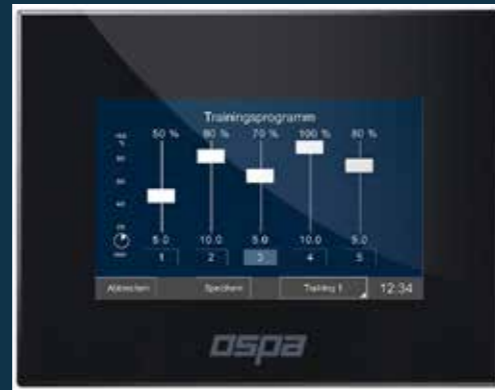 Trainingsprogramm
50 % 80 % 70 % 100 % 80 %
5.0 10.0 5.0 10.0 5.0
1 2 3 4 5
Abbrechen Speichern Training 1 12:34
ospa